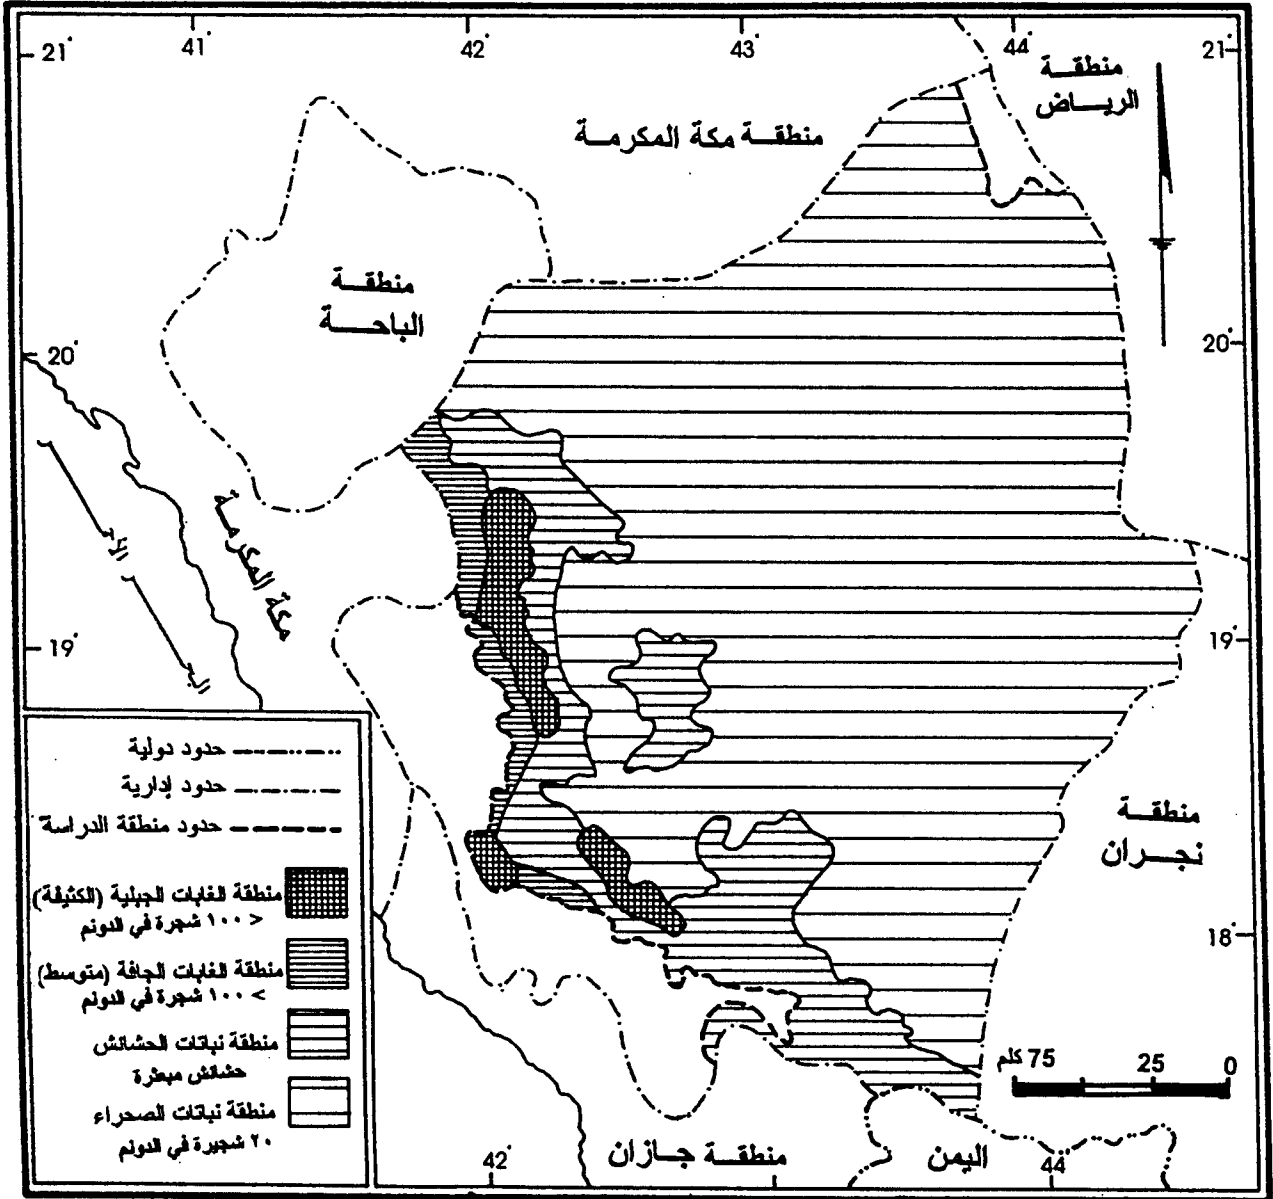 41°
42°
43°
44°
21°
21°
منطقة
الرياض
منطقة مكة المكرمة
منطقة
الباحة
20°
20°
مكة المكرمة
البحر الأحمر
19°
19°
منطقة
نجران
18°
75 كلم
25
0
حدود دولية
حدود إدارية
حدود منطقة الدراسة
منطقة الغابات الجبلية (الكثيفة)
< ١٠٠ شجرة في الدونم
منطقة الغابات الجافة (متوسط)
> ١٠٠ شجرة في الدونم
منطقة نباتات الحشائش
حشائش مبعثرة
منطقة نباتات الصحراء
٢٠ شجيرة في الدونم
42°
منطقة جازان
اليمن
44°